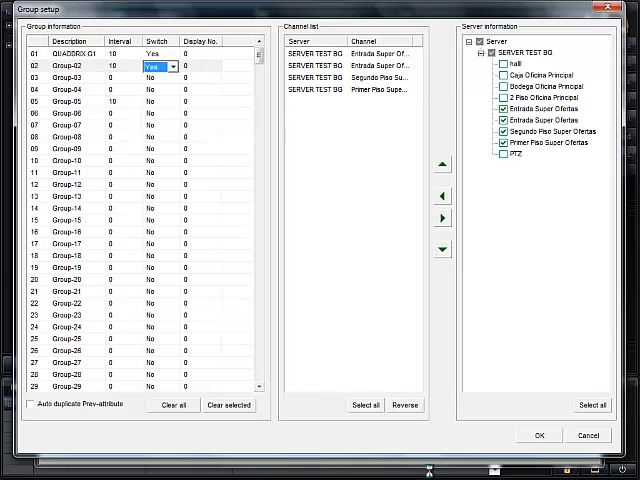 Group setup
Group information
Description Interval Switch Display No.
01 QUADRIX G1 10 Yes 0
02 Group-02 10 Yes 0
03 Group-03 0 No 0
04 Group-04 0 No 0
05 Group-05 10 No 0
06 Group-06 0 No 0
07 Group-07 0 No 0
08 Group-08 0 No 0
09 Group-09 0 No 0
10 Group-10 0 No 0
11 Group-11 0 No 0
12 Group-12 0 No 0
13 Group-13 0 No 0
14 Group-14 0 No 0
15 Group-15 0 No 0
16 Group-16 0 No 0
17 Group-17 0 No 0
18 Group-18 0 No 0
19 Group-19 0 No 0
20 Group-20 0 No 0
21 Group-21 0 No 0
22 Group-22 0 No 0
23 Group-23 0 No 0
24 Group-24 0 No 0
25 Group-25 0 No 0
26 Group-26 0 No 0
27 Group-27 0 No 0
28 Group-28 0 No 0
29 Group-29 0 No 0
Auto duplicate Prev-attribute
Clear all Clear selected
Channel list
Server Channel
SERVER TEST BG Entrada Super Of...
SERVER TEST BG Entrada Super Of...
SERVER TEST BG Segundo Piso Su...
SERVER TEST BG Primer Piso Supe...
Select all Reverse
Server information
Server
SERVER TEST BG
hall
Caja Oficina Principal
Bodega Oficina Principal
2 Piso Oficina Principal
Entrada Super Ofertas
Entrada Super Ofertas
Segundo Piso Super Ofertas
Primer Piso Super Ofertas
PTZ
Select all
OK Cancel